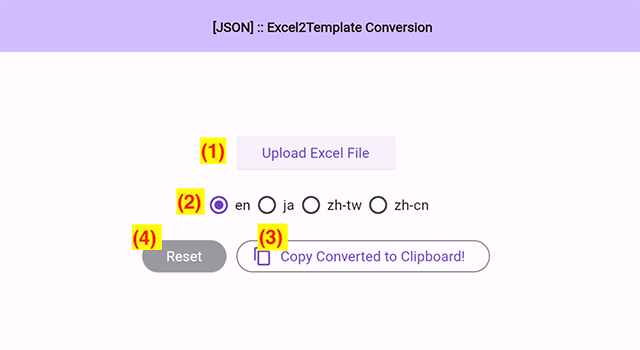 [JSON] :: Excel2Template Conversion
(1) Upload Excel File
(2) en ja zh-tw zh-cn
(4) (3)
Reset Copy Converted to Clipboard!